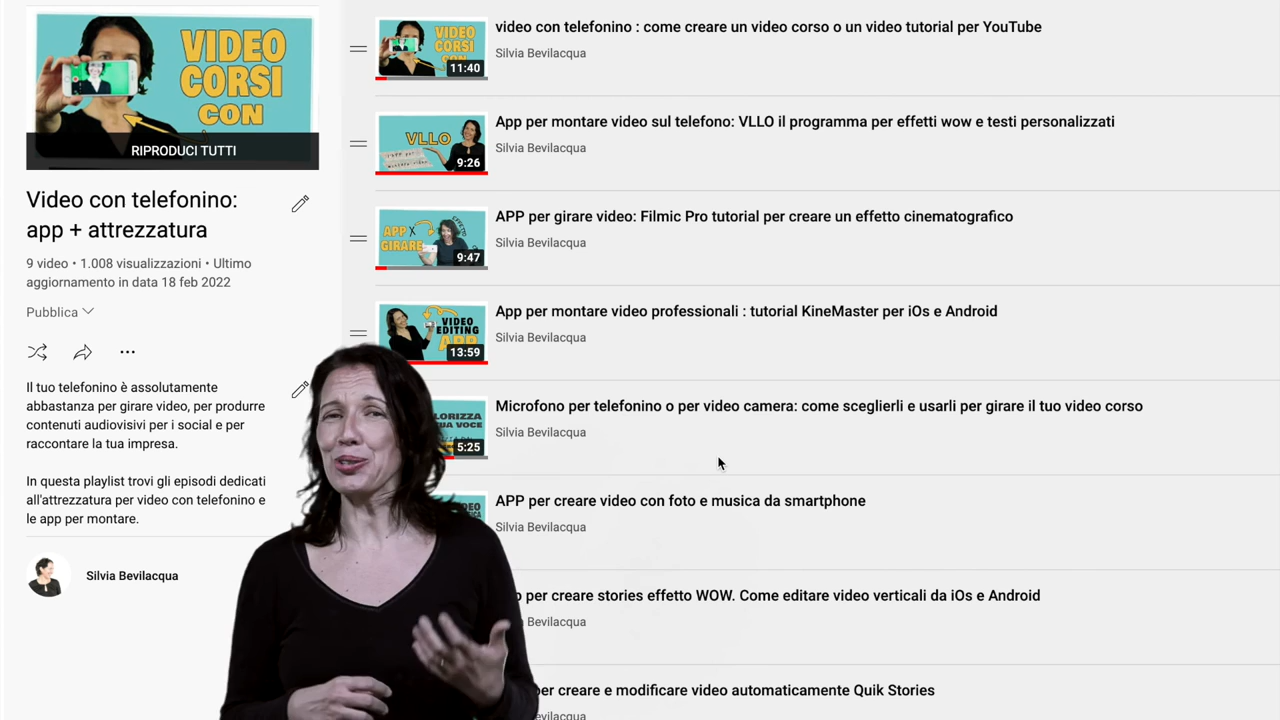 VIDEO
CORSI
CON
RIPRODUCI TUTTI
Video con telefonino:
app + attrezzatura
9 video • 1.008 visualizzazioni • Ultimo
aggiornamento in data 18 feb 2022
Pubblica
Il tuo telefonino è assolutamente
abbastanza per girare video, per produrre
contenuti audiovisivi per i social e per
raccontare la tua impresa.
In questa playlist trovi gli episodi dedicati
all'attrezzatura per video con telefonino e
le app per montare.
Silvia Bevilacqua
VIDEO
CORSI
CON
11:40
video con telefonino : come creare un video corso o un video tutorial per YouTube
Silvia Bevilacqua
VLLO
9:26
App per montare video sul telefono: VLLO il programma per effetti wow e testi personalizzati
Silvia Bevilacqua
APP X
GIRARE
9:47
APP per girare video: Filmic Pro tutorial per creare un effetto cinematografico
Silvia Bevilacqua
VIDEO
EDITING
APP
13:59
App per montare video professionali : tutorial KineMaster per iOs e Android
Silvia Bevilacqua
LORIZZA
UA VOCE
5:25
Microfono per telefonino o per video camera: come sceglierli e usarli per girare il tuo video corso
Silvia Bevilacqua
APP per creare video con foto e musica da smartphone
Silvia Bevilacqua
per creare stories effetto WOW. Come editare video verticali da iOs e Android
Bevilacqua
per creare e modificare video automaticamente Quik Stories
Bevilacqua